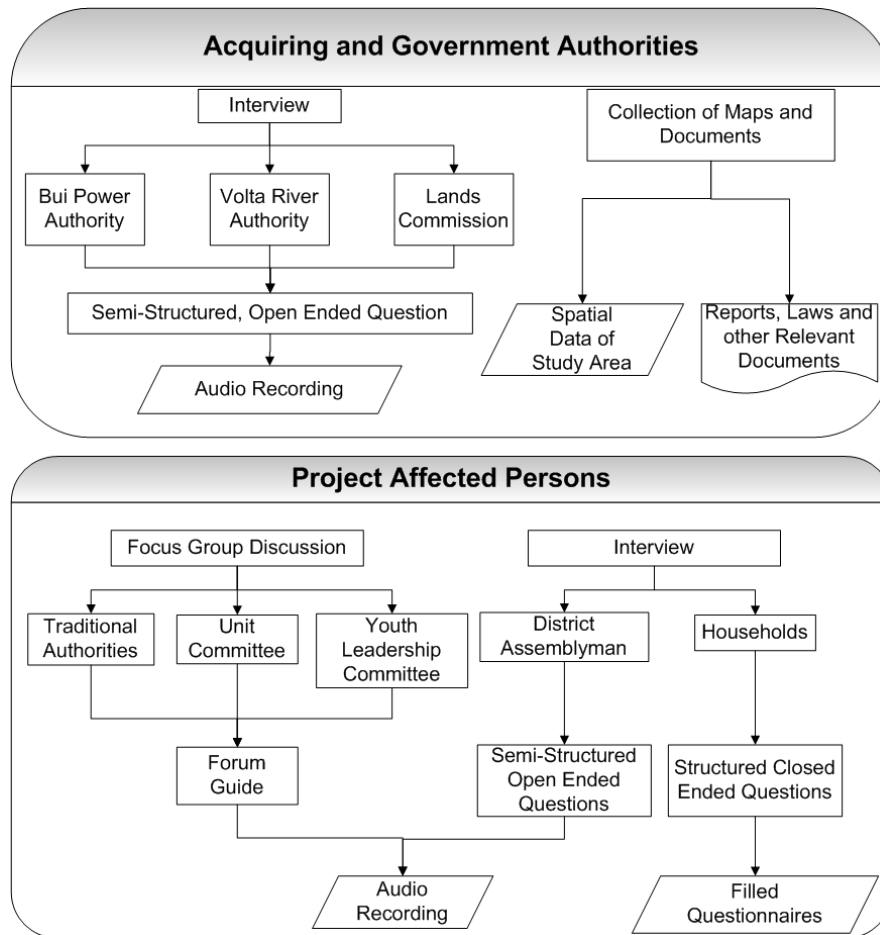 Acquiring and Government Authorities
Interview
Collection of Maps and
Documents
Bui Power
Authority
Volta River
Authority
Lands
Commission
Semi-Structured, Open Ended Question
Audio Recording
Spatial
Data of
Study Area
Reports, Laws and
other Relevant
Documents
Project Affected Persons
Focus Group Discussion
Interview
Traditional
Authorities
Unit
Committee
Youth
Leadership
Committee
District
Assemblyman
Households
Forum
Guide
Semi-Structured
Open Ended
Questions
Structured Closed
Ended Questions
Audio
Recording
Filled
Questionnaires